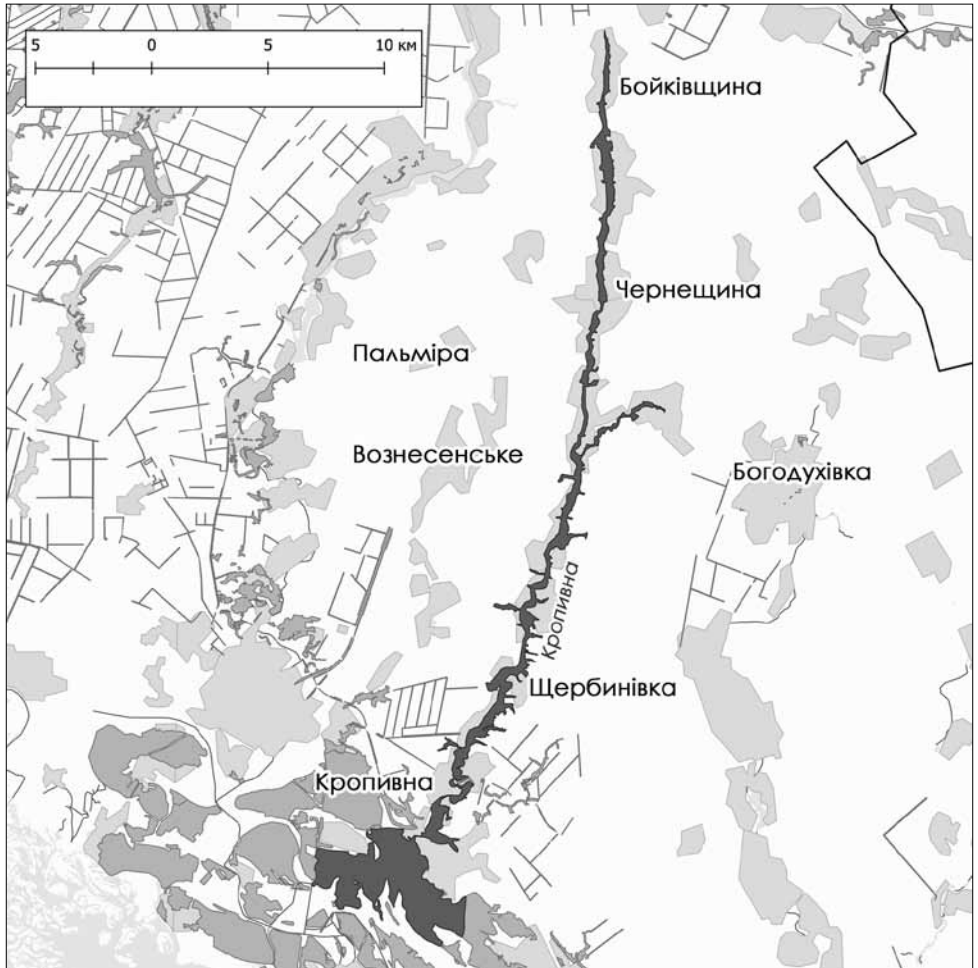 5 0 5 10 км
Бойківщина
Чернещина
Пальміра
Вознесенське
Богодухівка
Кропивна
Щербинівка
Кропивна